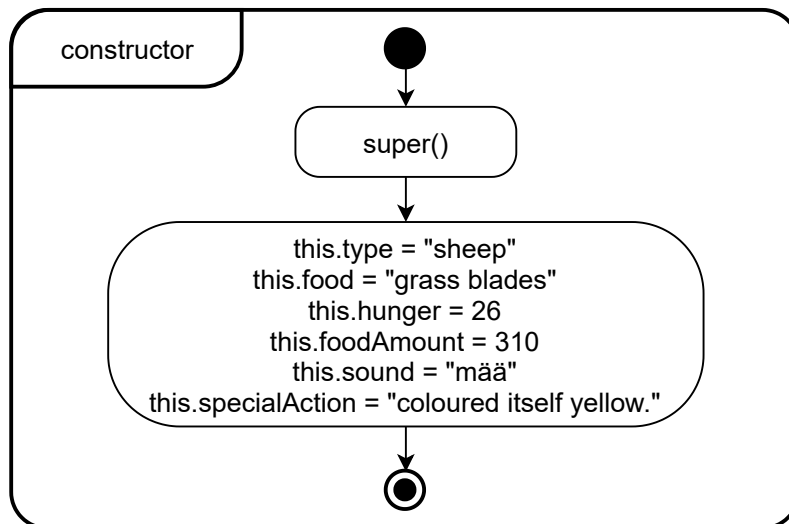 constructor
super()
this.type = "sheep"
this.food = "grass blades"
this.hunger = 26
this.foodAmount = 310
this.sound = "mää"
this.specialAction = "coloured itself yellow."